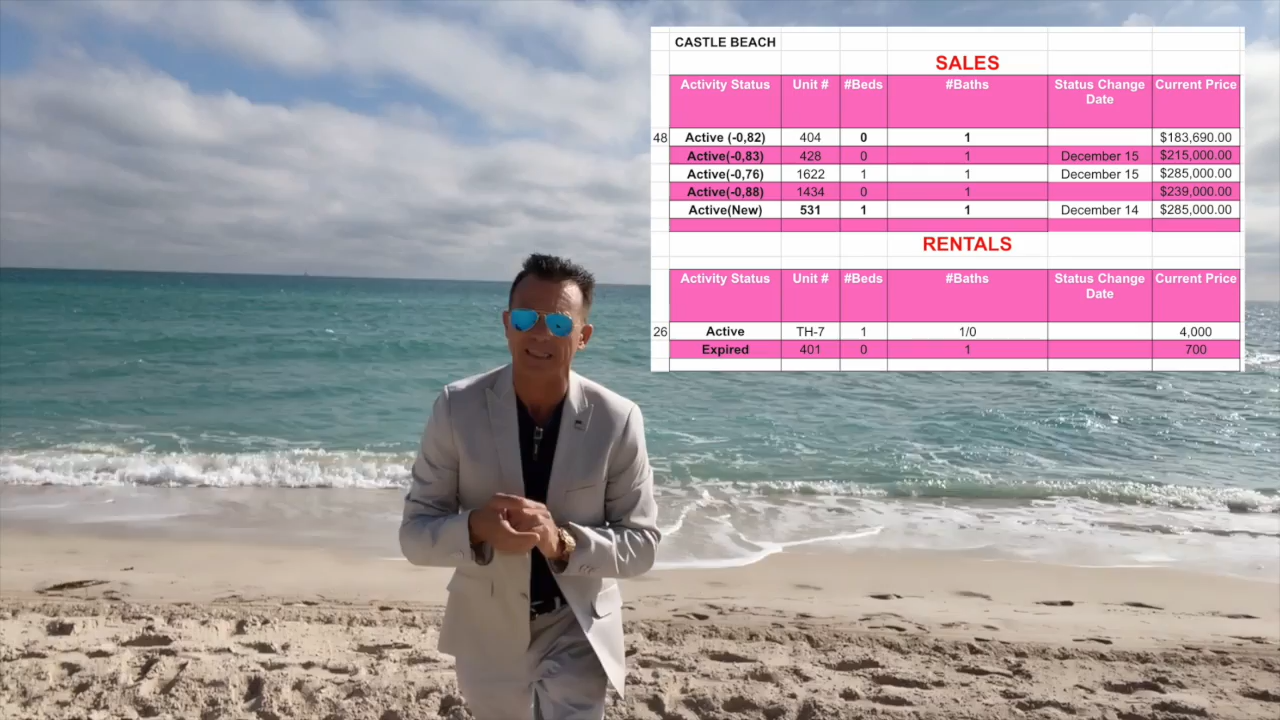 CASTLE BEACH
SALES
Activity Status Unit # #Beds #Baths Status Change Date Current Price
48 Active (-0,82) 404 0 1 $183,690.00
Active(-0,83) 428 0 1 December 15 $215,000.00
Active(-0,76) 1622 1 1 December 15 $285,000.00
Active(-0,88) 1434 0 1 $239,000.00
Active(New) 531 1 1 December 14 $285,000.00
RENTALS
Activity Status Unit # #Beds #Baths Status Change Date Current Price
26 Active TH-7 1 1/0 4,000
Expired 401 0 1 700